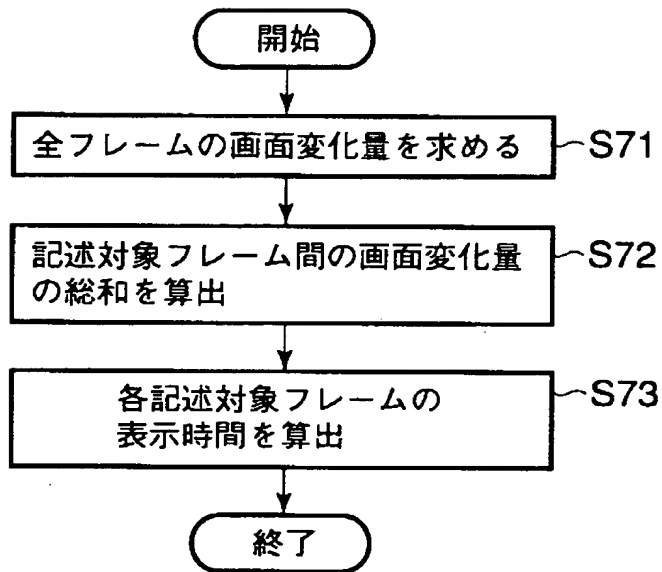 開始
全フレームの画面変化量を求める
S71
記述対象フレーム間の画面変化量
の総和を算出
S72
各記述対象フレームの
表示時間を算出
S73
終了